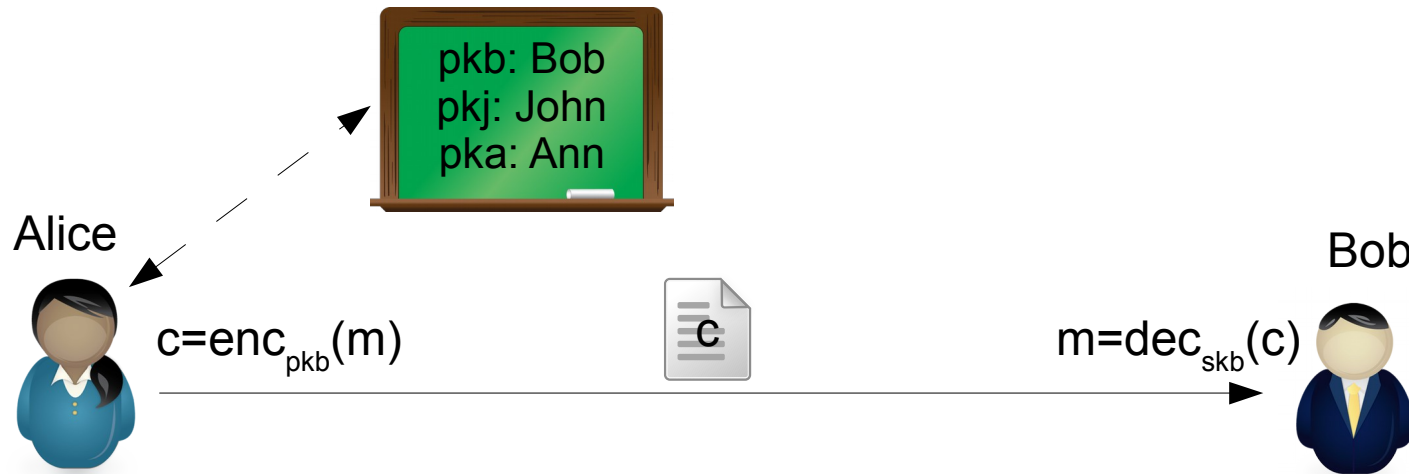 pkb: Bob
pkj: John
pka: Ann
Alice
Bob
c=enc_pkb(m)
c
m=dec_skb(c)